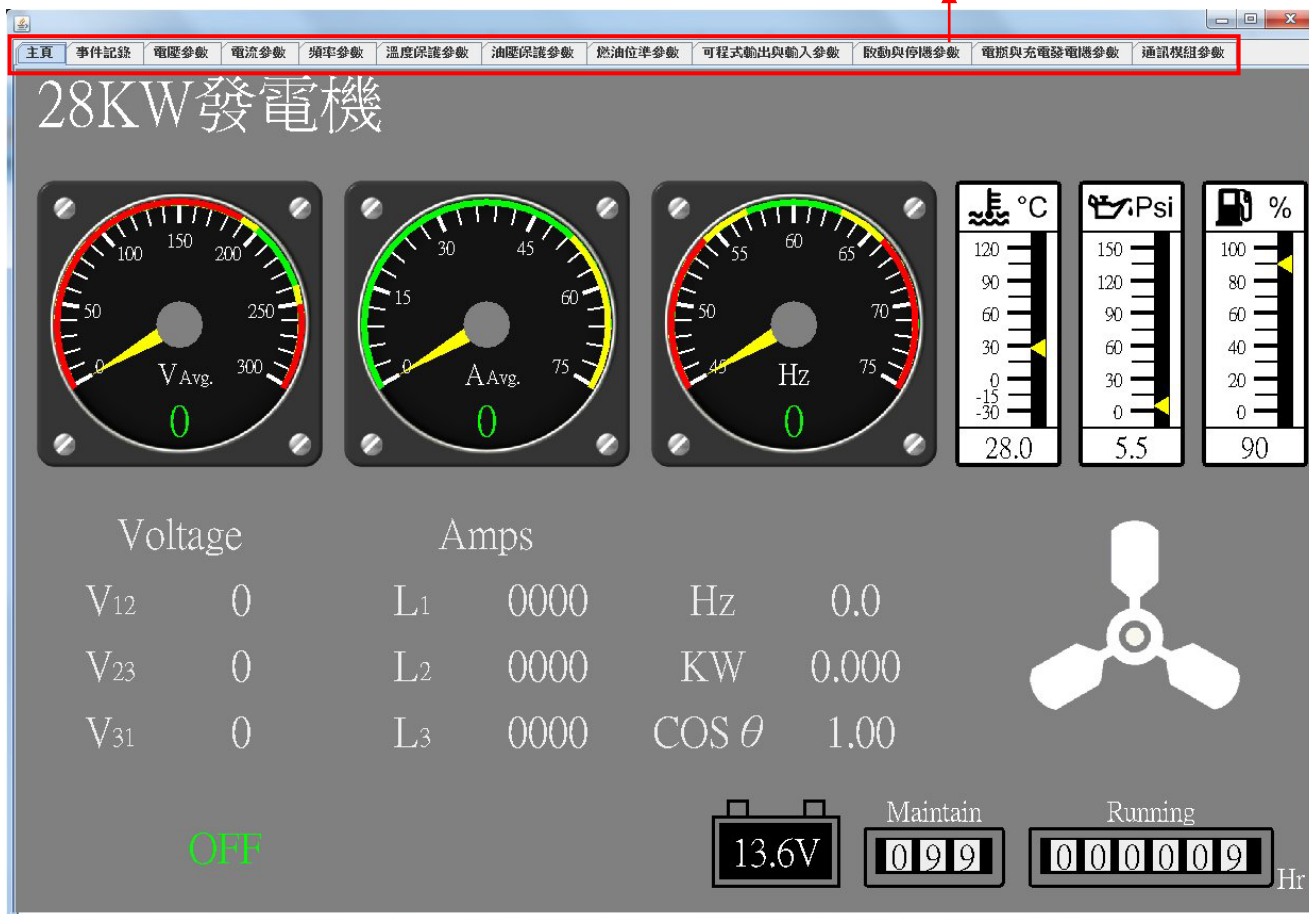 主頁 事件記錄 電壓參數 電流參數 頻率參數 溫度保護參數 油壓保護參數 燃油位準參數 可程式輸出與輸入參數 啟動與停機參數 電瓶與充電發電機參數 通訊模組參數
28KW發電機
0 50 100 150 200 250 300
V Avg.
0
0 15 30 45 60 75
A Avg.
0
45 50 55 60 65 70 75
Hz
0
°C
120
90
60
30
0
-15
-30
28.0
Psi
150
120
90
60
30
0
5.5
%
100
80
60
40
20
0
90
Voltage Amps
V12 0 L1 0000 Hz 0.0
V23 0 L2 0000 KW 0.000
V31 0 L3 0000 COS θ 1.00
Maintain Running
OFF 13.6V 099 000009 Hr